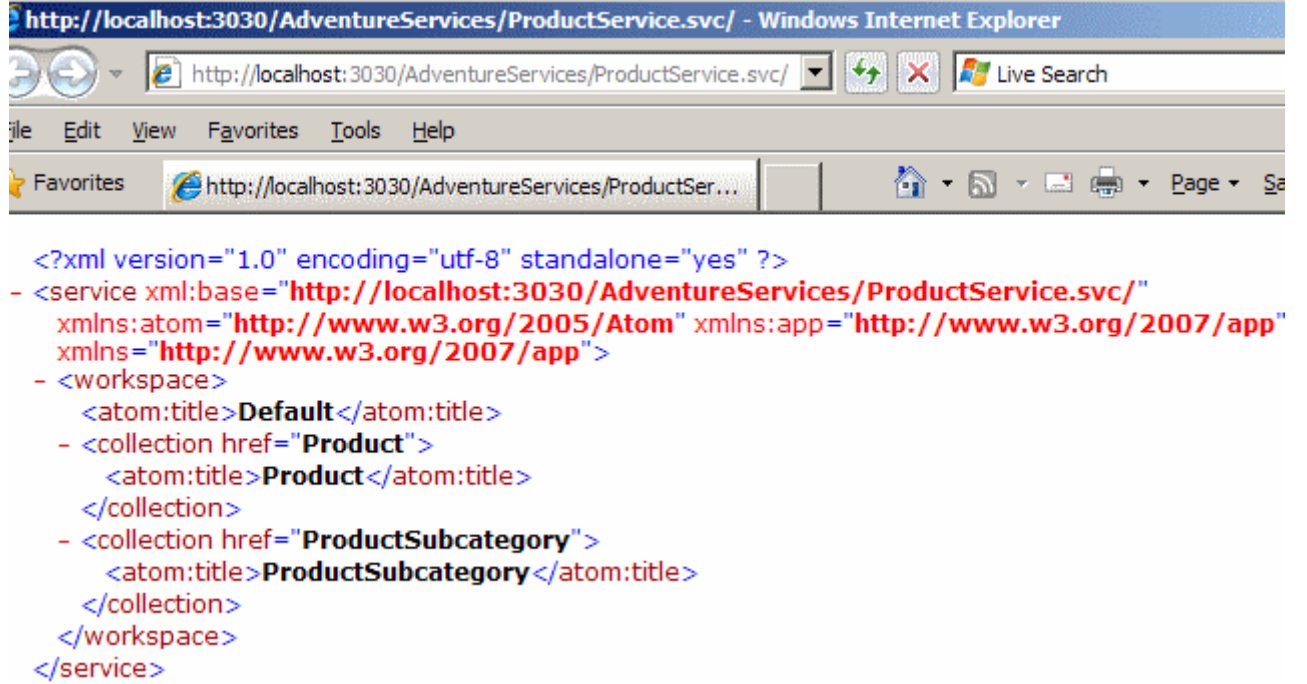 http://localhost:3030/AdventureServices/ProductService.svc/ - Windows Internet Explorer
http://localhost:3030/AdventureServices/ProductService.svc/ Live Search
File Edit View Favorites Tools Help
Favorites http://localhost:3030/AdventureServices/ProductSer... Page Sa
<?xml version="1.0" encoding="utf-8" standalone="yes" ?>
- <service xml:base="http://localhost:3030/AdventureServices/ProductService.svc/"
xmlns:atom="http://www.w3.org/2005/Atom" xmlns:app="http://www.w3.org/2007/app"
xmlns="http://www.w3.org/2007/app">
- <workspace>
<atom:title>Default</atom:title>
- <collection href="Product">
<atom:title>Product</atom:title>
</collection>
- <collection href="ProductSubcategory">
<atom:title>ProductSubcategory</atom:title>
</collection>
</workspace>
</service>